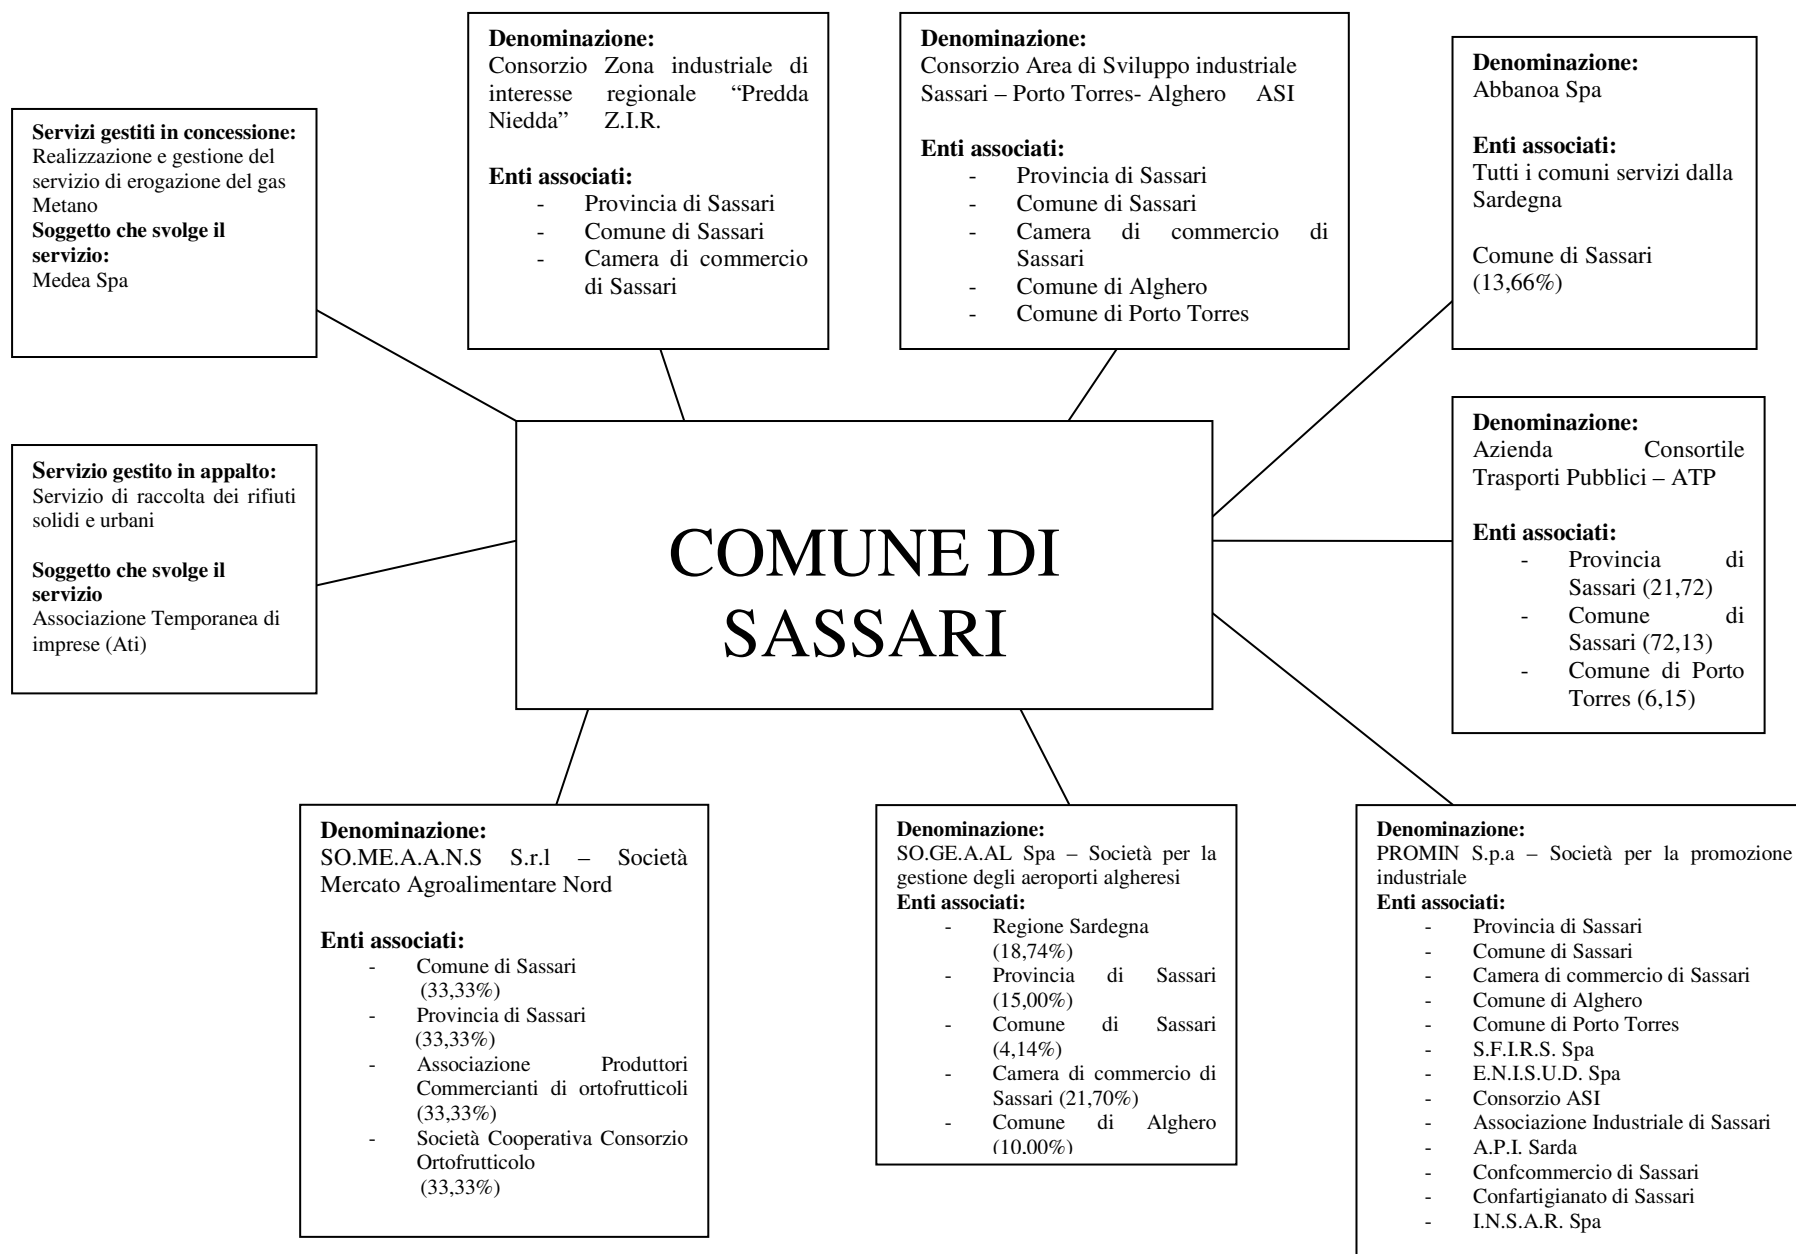 Servizi gestiti in concessione:
Realizzazione e gestione del
servizio di erogazione del gas
Metano
Soggetto che svolge il
servizio:
Medea Spa
Denominazione:
Consorzio Zona industriale di
interesse regionale “Predda
Niedda” Z.I.R.
Enti associati:
- Provincia di Sassari
- Comune di Sassari
- Camera di commercio
di Sassari
Denominazione:
Consorzio Area di Sviluppo industriale
Sassari – Porto Torres- Alghero ASI
Enti associati:
- Provincia di Sassari
- Comune di Sassari
- Camera di commercio di
Sassari
- Comune di Alghero
- Comune di Porto Torres
Denominazione:
Abbanoa Spa
Enti associati:
Tutti i comuni servizi dalla
Sardegna
Comune di Sassari
(13,66%)
Servizio gestito in appalto:
Servizio di raccolta dei rifiuti
solidi e urbani
Soggetto che svolge il
servizio
Associazione Temporanea di
imprese (Ati)
COMUNE DI
SASSARI
Denominazione:
Azienda Consortile
Trasporti Pubblici – ATP
Enti associati:
- Provincia di
Sassari (21,72)
- Comune di
Sassari (72,13)
- Comune di Porto
Torres (6,15)
Denominazione:
SO.ME.A.A.N.S S.r.l – Società
Mercato Agroalimentare Nord
Enti associati:
- Comune di Sassari
(33,33%)
- Provincia di Sassari
(33,33%)
- Associazione Produttori
Commercianti di ortofrutticoli
(33,33%)
- Società Cooperativa Consorzio
Ortofrutticolo
(33,33%)
Denominazione:
SO.GE.A.AL Spa – Società per la
gestione degli aeroporti algheresi
Enti associati:
- Regione Sardegna
(18,74%)
- Provincia di Sassari
(15,00%)
- Comune di Sassari
(4,14%)
- Camera di commercio di
Sassari (21,70%)
- Comune di Alghero
(10,00%)
Denominazione:
PROMIN S.p.a – Società per la promozione
industriale
Enti associati:
- Provincia di Sassari
- Comune di Sassari
- Camera di commercio di Sassari
- Comune di Alghero
- Comune di Porto Torres
- S.F.I.R.S. Spa
- E.N.I.S.U.D. Spa
- Consorzio ASI
- Associazione Industriale di Sassari
- A.P.I. Sarda
- Confcommercio di Sassari
- Confartigianato di Sassari
- I.N.S.A.R. Spa